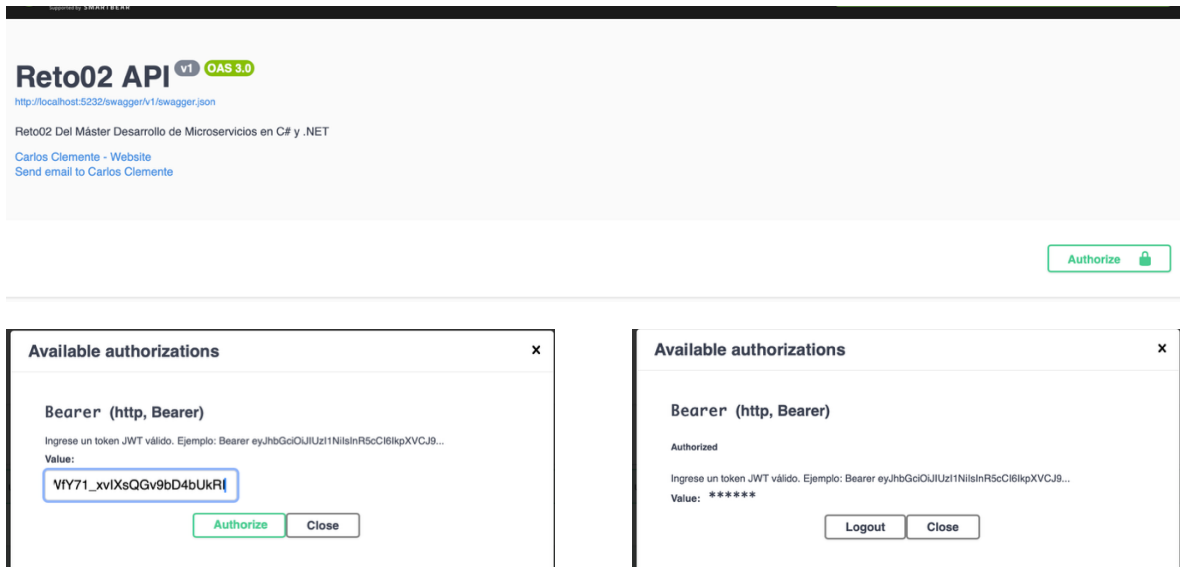 Supported by SMARTBEAR
Reto02 API v1 OAS 3.0
http://localhost:5232/swagger/v1/swagger.json
Reto02 Del Máster Desarrollo de Microservicios en C# y .NET
Carlos Clemente - Website
Send email to Carlos Clemente
Authorize
Available authorizations x
Bearer (http, Bearer)
Ingrese un token JWT válido. Ejemplo: Bearer eyJhbGciOiJIUzI1NiIsInR5cCI6IkpXVCJ9...
Value:
WfY71_xvIXsQGv9bD4bUkRI
Authorize Close
Available authorizations x
Bearer (http, Bearer)
Authorized
Ingrese un token JWT válido. Ejemplo: Bearer eyJhbGciOiJIUzI1NiIsInR5cCI6IkpXVCJ9...
Value: ******
Logout Close